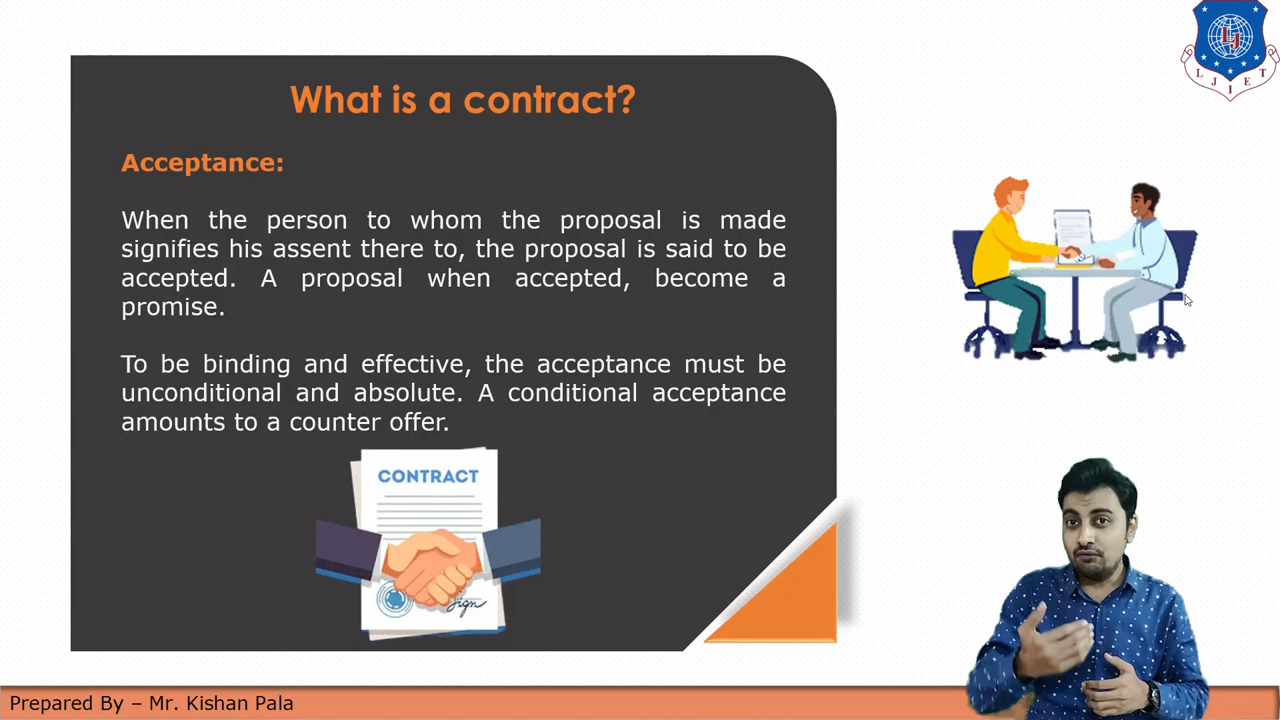 What is a contract?
Acceptance:
When the person to whom the proposal is made
signifies his assent there to, the proposal is said to be
accepted. A proposal when accepted, become a
promise.
To be binding and effective, the acceptance must be
unconditional and absolute. A conditional acceptance
amounts to a counter offer.
CONTRACT
Sign
LJ
LJIET
Prepared By – Mr. Kishan Pala